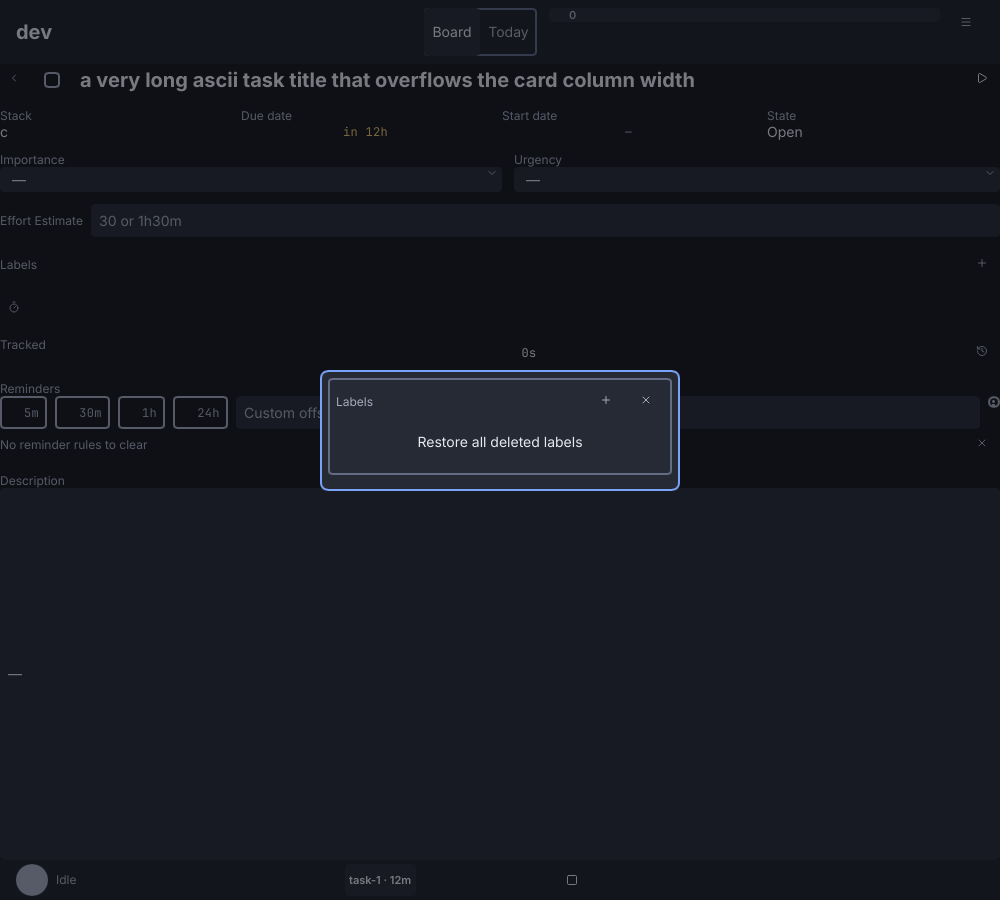 dev
Board
Today
0
a very long ascii task title that overflows the card column width
Stack
Due date
Start date
State
c
in 12h
—
Open
Importance
Urgency
—
—
Effort Estimate
30 or 1h30m
Labels
Tracked
0s
Reminders
5m
30m
1h
24h
Custom offs
No reminder rules to clear
Labels
Restore all deleted labels
Description
—
Idle
task-1 · 12m